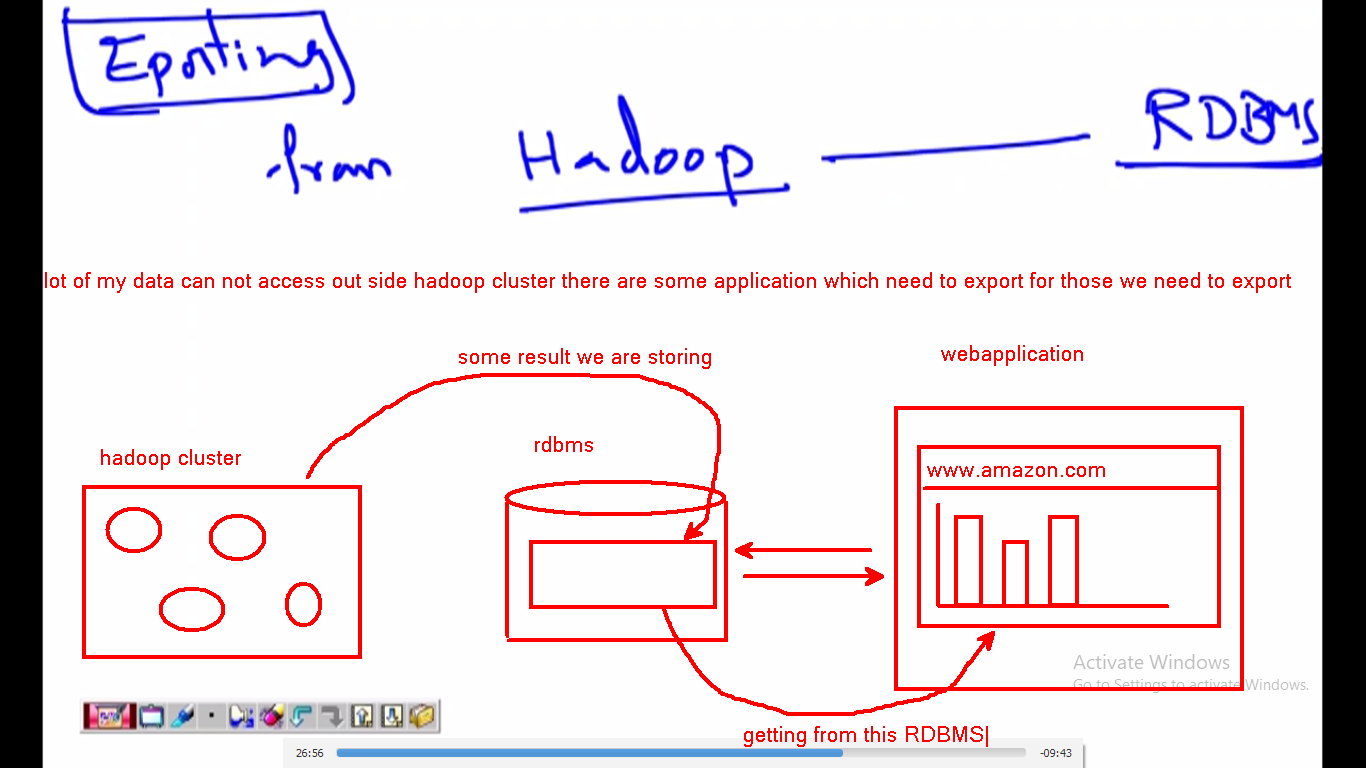 Eporting
from Hadoop RDBMS
lot of my data can not access out side hadoop cluster there are some application which need to export for those we need to export
some result we are storing
webapplication
hadoop cluster
rdbms
www.amazon.com
Activate Windows
Go to Settings to activate Windows.
getting from this RDBMS
26:56
-09:43